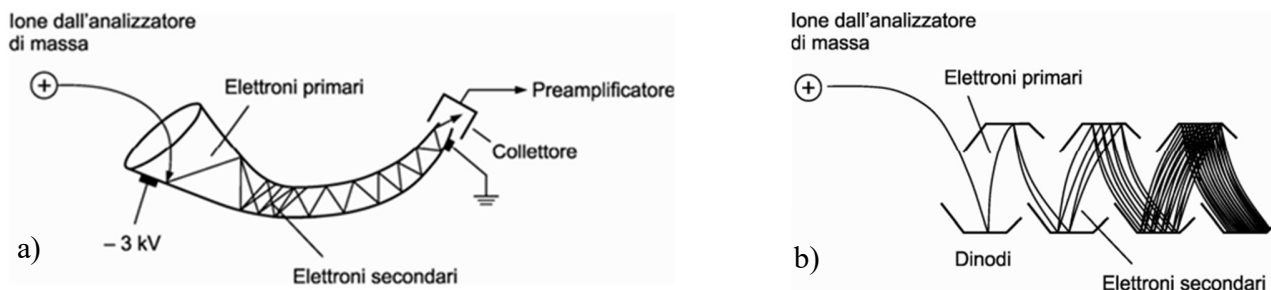 Ione dall'analizzatore
di massa
Elettroni primari
Preamplificatore
Collettore
– 3 kV
Elettroni secondari
a)
Ione dall'analizzatore
di massa
Elettroni primari
Dinodi
Elettroni secondari
b)